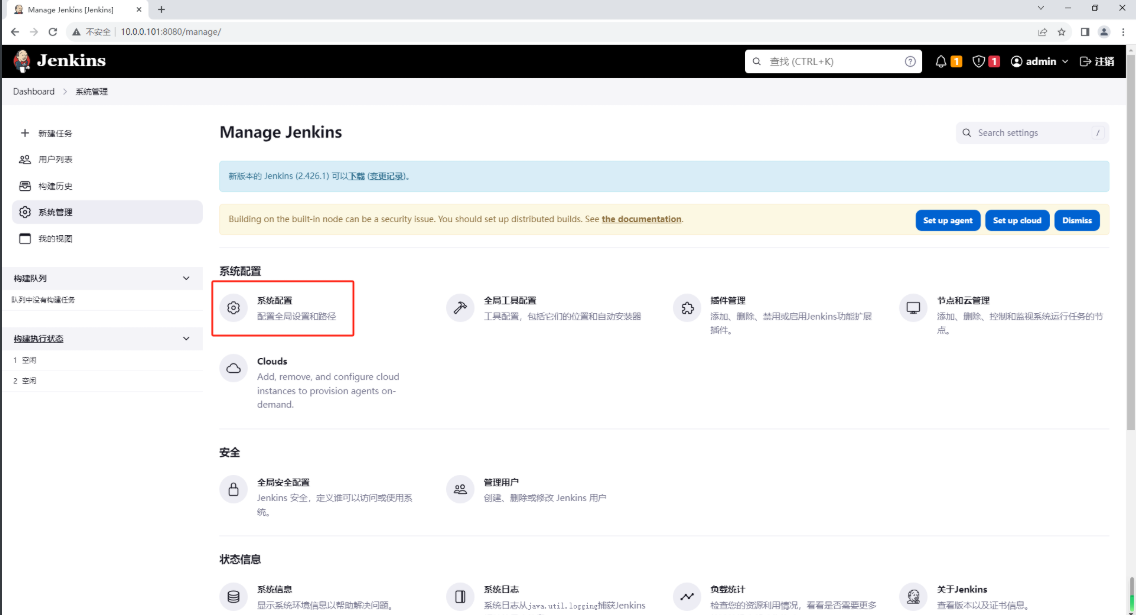 Manage Jenkins [Jenkins]
不安全 10.0.0.101:8080/manage/
Jenkins
查找 (CTRL+K)
1
1
admin
注销
Dashboard > 系统管理
新建任务
用户列表
构建历史
系统管理
我的视图
构建队列
队列中没有构建任务
构建执行状态
1 空闲
2 空闲
Manage Jenkins
Search settings /
新版本的 Jenkins (2.426.1) 可以下载 (变更记录)。
Building on the built-in node can be a security issue. You should set up distributed builds. See the documentation.
Set up agent Set up cloud Dismiss
系统配置
系统配置
配置全局设置和路径
全局工具配置
工具配置，包括它们的位置和自动安装器
插件管理
添加、删除、禁用或启用Jenkins功能扩展
插件。
节点和云管理
添加、删除、控制和监视系统运行任务的节
点。
Clouds
Add, remove, and configure cloud
instances to provision agents on-
demand.
安全
全局安全配置
Jenkins 安全，定义谁可以访问或使用系
统。
管理用户
创建、删除或修改 Jenkins 用户
状态信息
系统信息
显示系统环境信息以帮助解决问题。
系统日志
系统日志从java.util.logging捕获Jenkins
负载统计
检查您的资源利用情况，看看是否需要更多
关于Jenkins
查看版本以及证书信息。